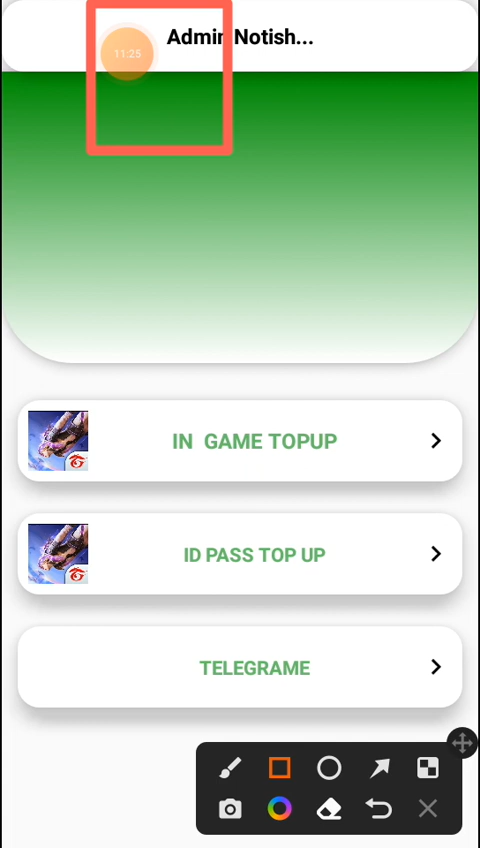 Admin Notish...
11:25
IN GAME TOPUP
ID PASS TOP UP
TELEGRAME